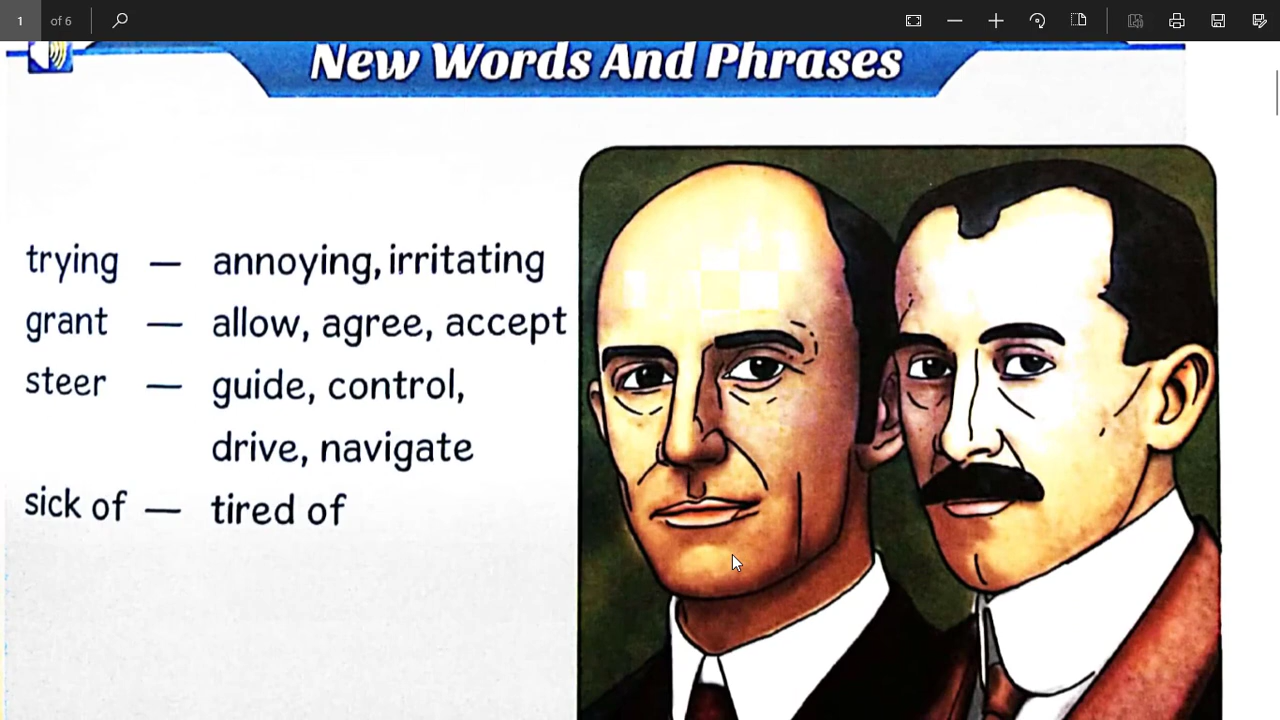 1 of 6
New Words And Phrases
trying — annoying, irritating
grant — allow, agree, accept
steer — guide, control,
drive, navigate
sick of — tired of